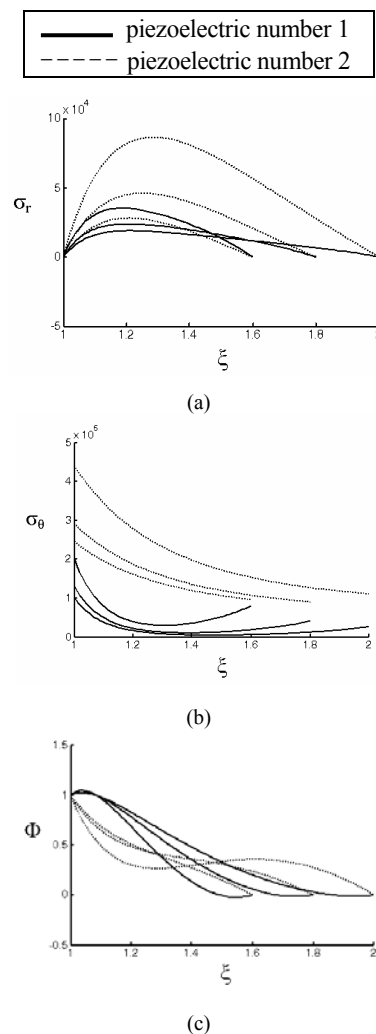 piezoelectric number 1
piezoelectric number 2
10 × 10⁴
σr
5
0
-5
1 1.2 1.4 1.6 1.8 2
ξ
(a)
5 × 10⁶
σθ
4
3
2
1
0
1 1.2 1.4 1.6 1.8 2
ξ
(b)
1.5
Φ
1
0.5
0
-0.5
1 1.2 1.4 1.6 1.8 2
ξ
(c)